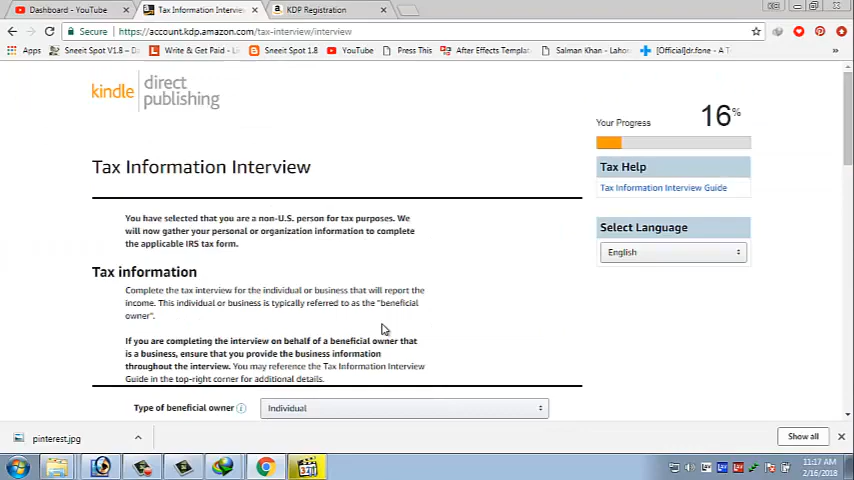 Dashboard - YouTube
Tax Information Interview
KDP Registration
Secure https://account.kdp.amazon.com/tax-interview/interview
Apps Sneeit Spot V1.8 – D Write & Get Paid - Lin Sneeit Spot 1.8 YouTube Press This After Effects Templat Salman Khan - Lahor [Official]dr.fone - A T
kindle direct publishing
Your Progress 16%
Tax Information Interview
Tax Help
Tax Information Interview Guide
Select Language
English
You have selected that you are a non-U.S. person for tax purposes. We
will now gather your personal or organization information to complete
the applicable IRS tax form.
Tax information
Complete the tax interview for the individual or business that will report the
income. This individual or business is typically referred to as the "beneficial
owner".
If you are completing the interview on behalf of a beneficial owner that
is a business, ensure that you provide the business information
throughout the interview. You may reference the Tax Information Interview
Guide in the top-right corner for additional details.
Type of beneficial owner Individual
pinterest.jpg
Show all
11:17 AM
2/16/2018